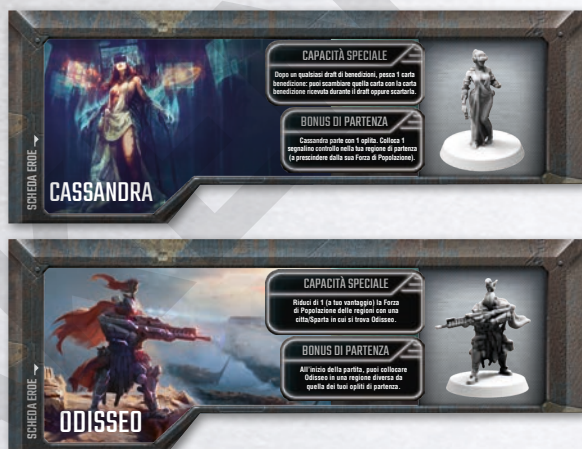 CAPACITÀ SPECIALE
Dopo un qualsiasi draft di benedizioni, pesca 1 carta
benedizione: puoi scambiare quella carta con la carta
benedizione ricevuta durante il draft oppure scartarla.
BONUS DI PARTENZA
Cassandra parte con 1 oplita. Colloca 1
segnalino controllo nella tua regione di partenza
(a prescindere dalla sua Forza di Popolazione).
SCHEDA EROE
CASSANDRA
CAPACITÀ SPECIALE
Riduci di 1 (a tuo vantaggio) la Forza
di Popolazione delle regioni con una
citta/Sparta in cui si trova Odisseo.
BONUS DI PARTENZA
All'inizio della partita, puoi collocare
Odisseo in una regione diversa da
quella dei tuoi opliti di partenza.
SCHEDA EROE
ODISSEO